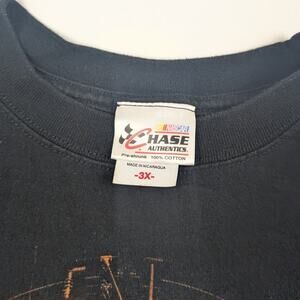 NASCAR
CHASE
AUTHENTICS
Pre-shrunk 100% COTTON
MADE IN NICARAGUA
-3X-